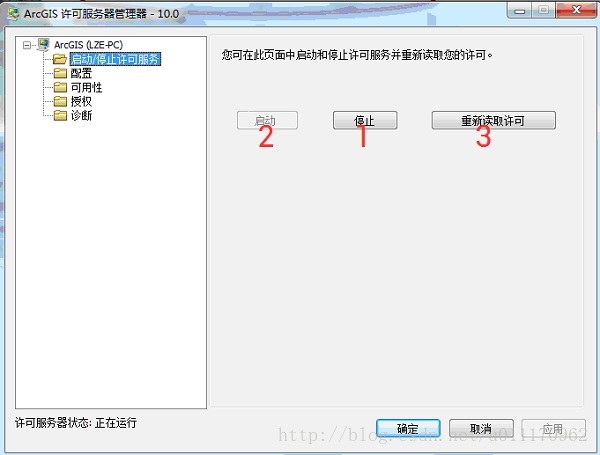 ArcGIS 许可服务器管理器 - 10.0
ArcGIS (LZE-PC)
启动/停止许可服务
配置
可用性
授权
诊断
您可在此页面中启动和停止许可服务并重新读取您的许可。
启动 停止 重新读取许可
2 1 3
许可服务器状态: 正在运行
确定 取消 应用
http://blog.csdn.net/u011170962